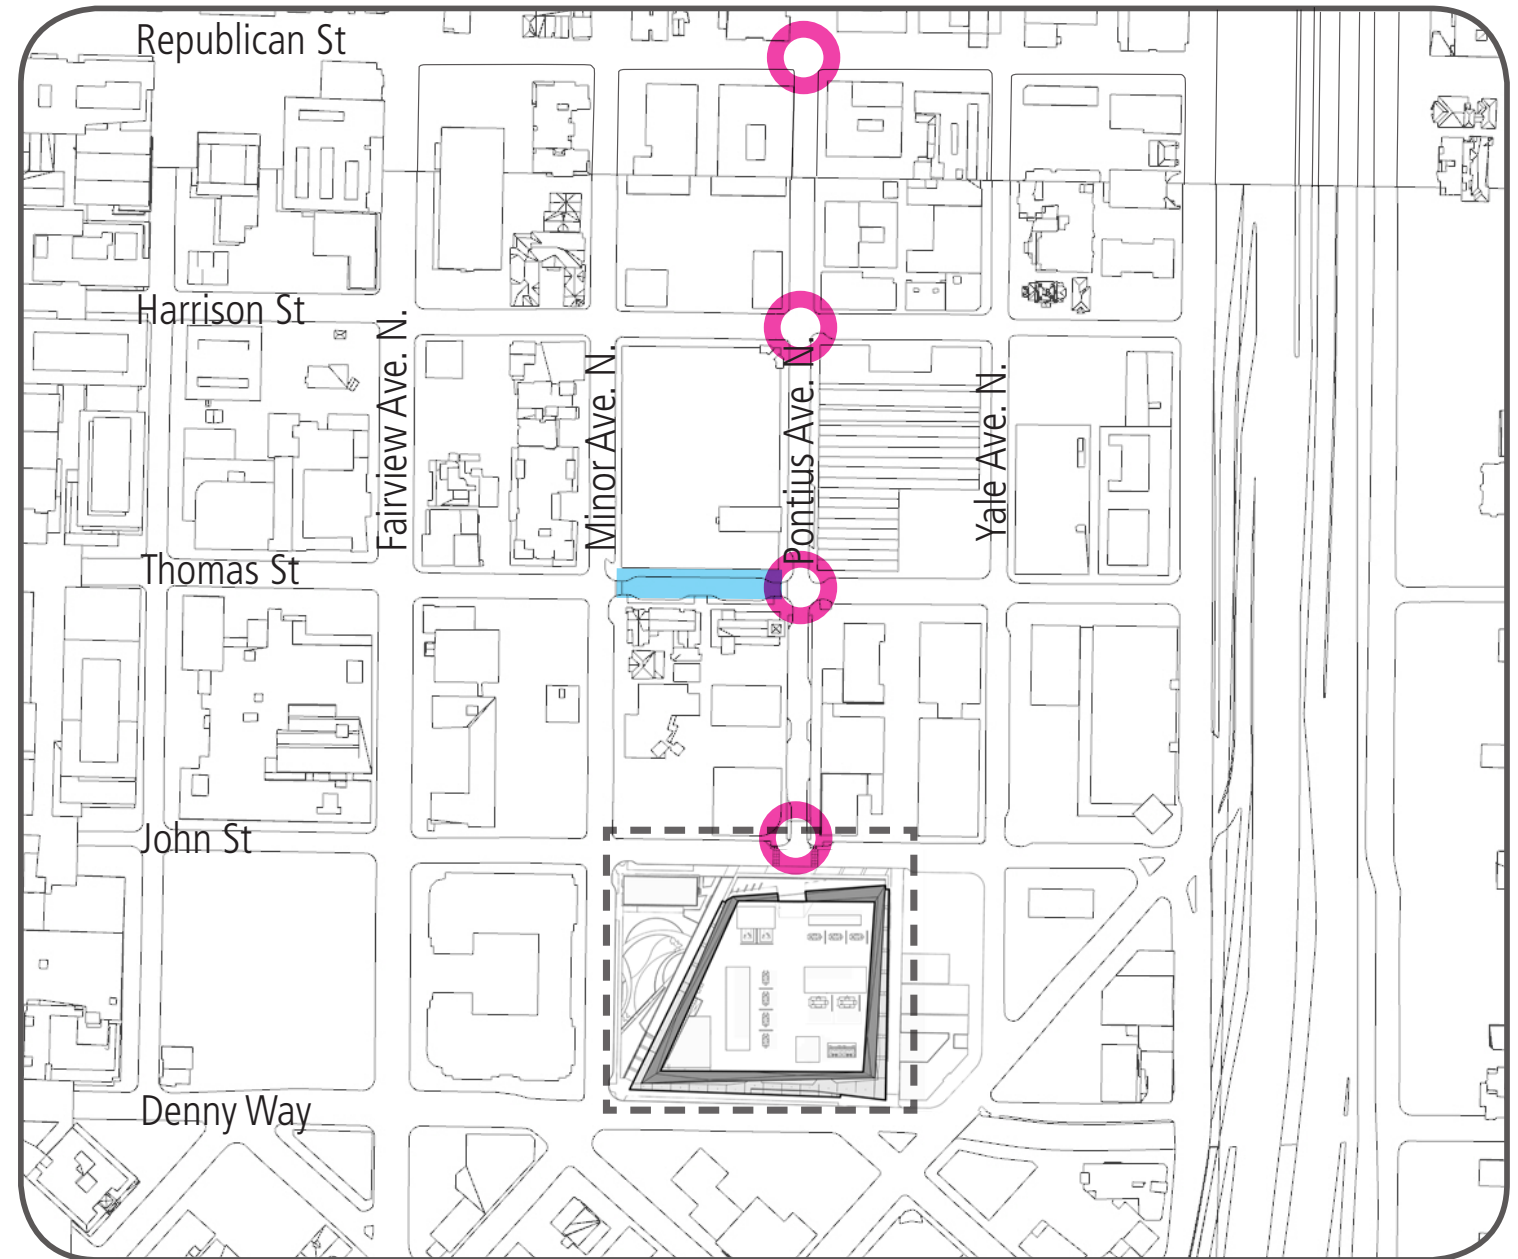 Republican St
Harrison St
Fairview Ave. N.
Minor Ave. N.
Pontius Ave. N.
Yale Ave. N.
Thomas St
John St
Denny Way